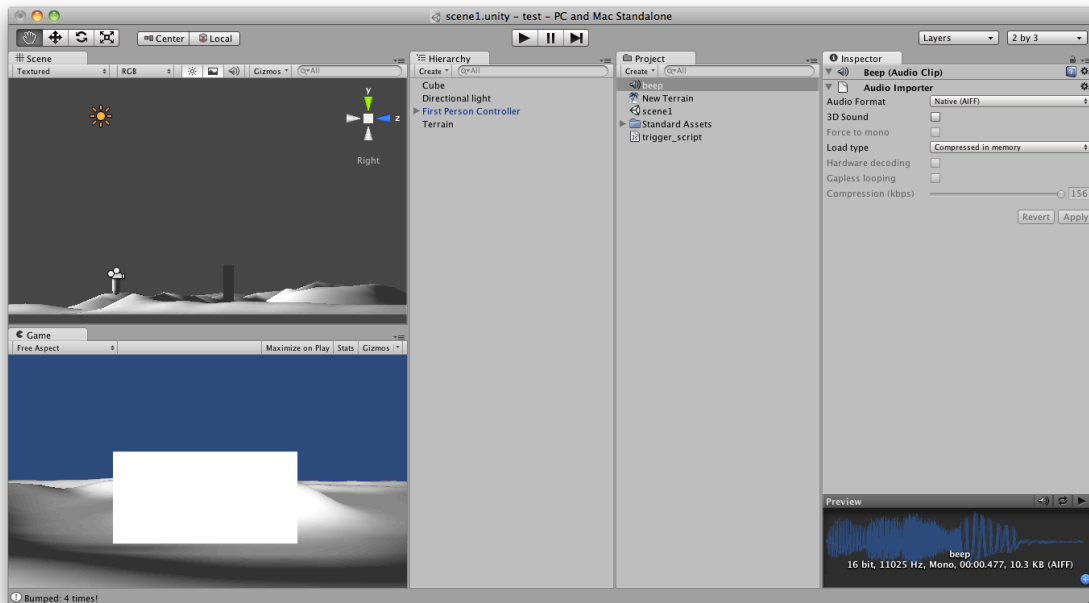 scene1.unity - test - PC and Mac Standalone
Center Local
Layers 2 by 3
Scene
Textured RGB Gizmos All
y
z
Right
Game
Free Aspect Maximize on Play Stats Gizmos
Hierarchy
Create All
Cube
Directional light
First Person Controller
Terrain
Project
Create All
beep
New Terrain
scene1
Standard Assets
trigger_script
Inspector
Beep (Audio Clip)
Audio Importer
Audio Format Native (AIFF)
3D Sound
Force to mono
Load type Compressed in memory
Hardware decoding
Gapless looping
Compression (kbps) 156
Revert Apply
Preview
beep
16 bit, 11025 Hz, Mono, 00:00.477, 10.3 KB (AIFF)
Bumped: 4 times!